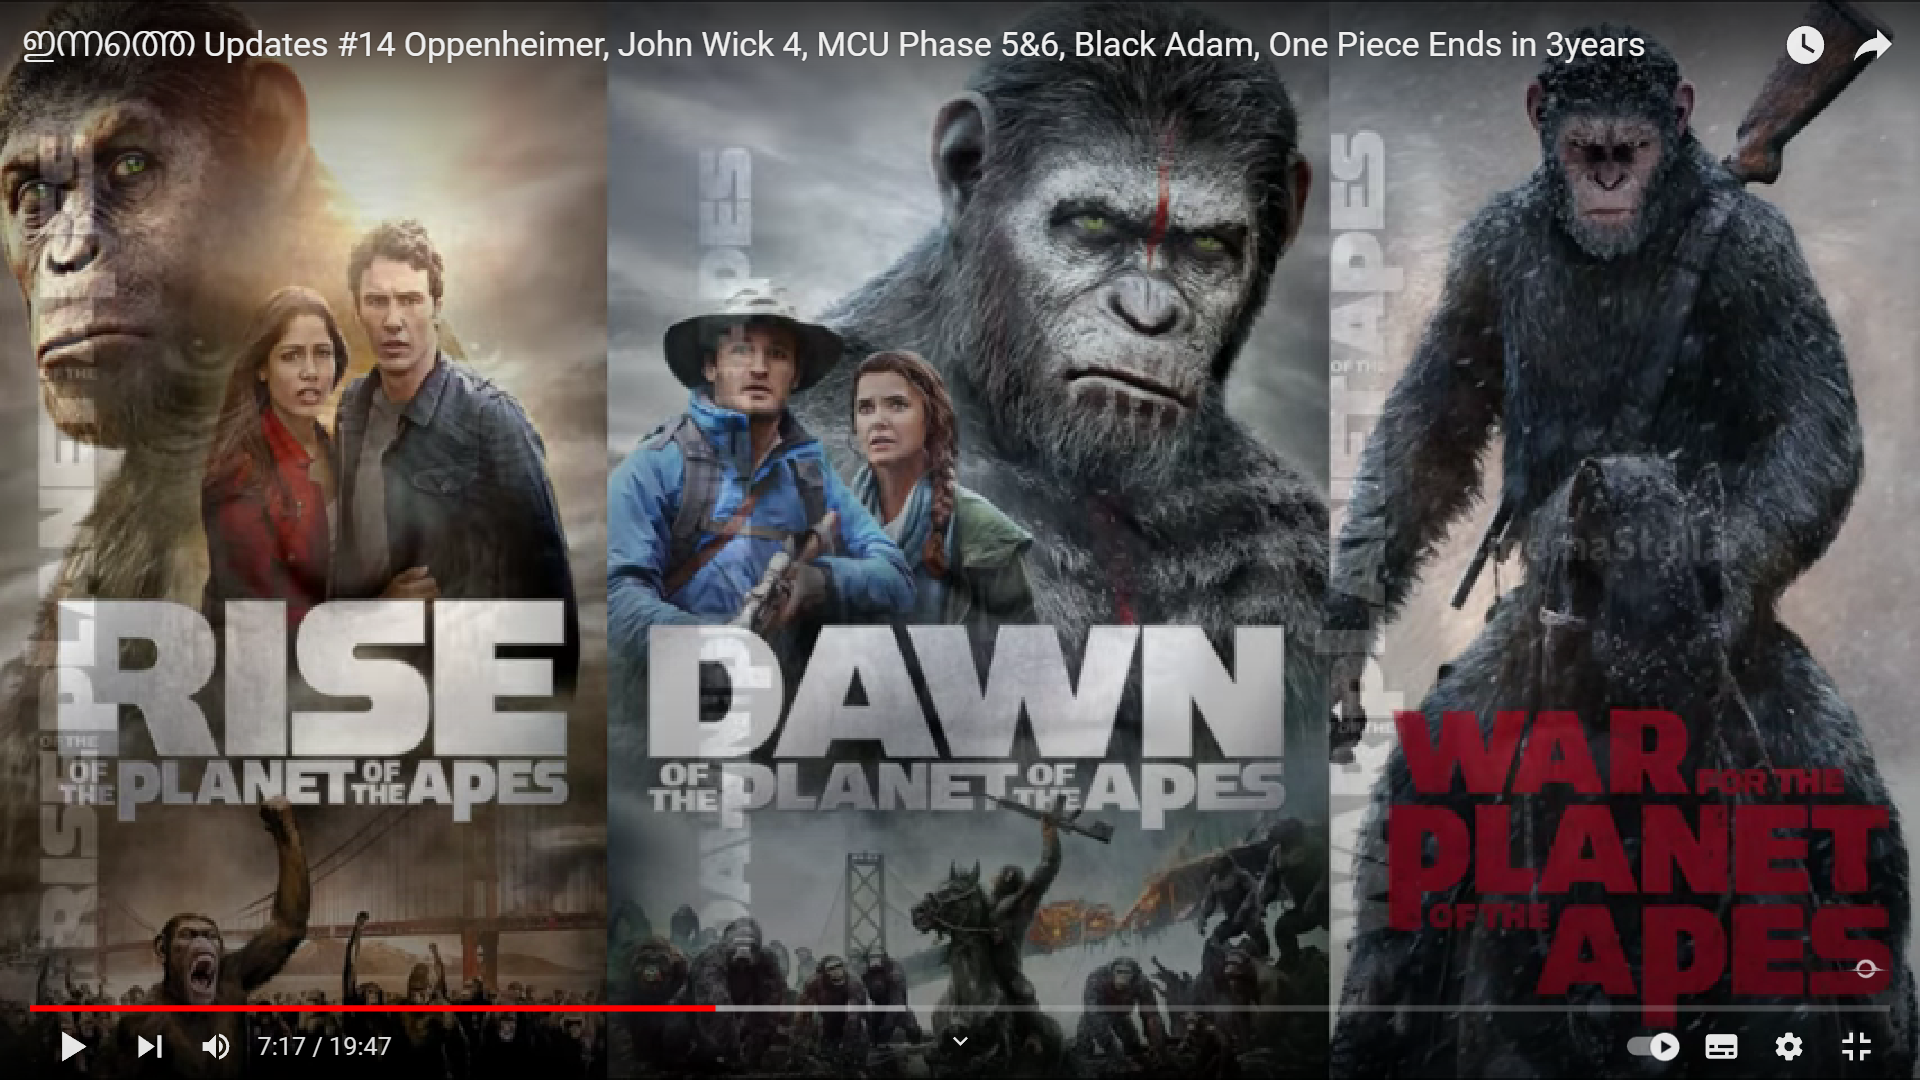 ഇന്നത്തെ Updates #14 Oppenheimer, John Wick 4, MCU Phase 5&6, Black Adam, One Piece Ends in 3years
RISE
OF THE PLANET OF THE APES
DAWN
OF THE PLANET OF THE APES
WAR FOR THE
PLANET
OF THE APES
7:17 / 19:47